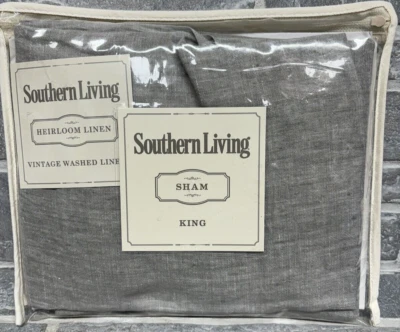 Southern Living
HEIRLOOM LINEN
VINTAGE WASHED LINE
Southern Living
SHAM
KING